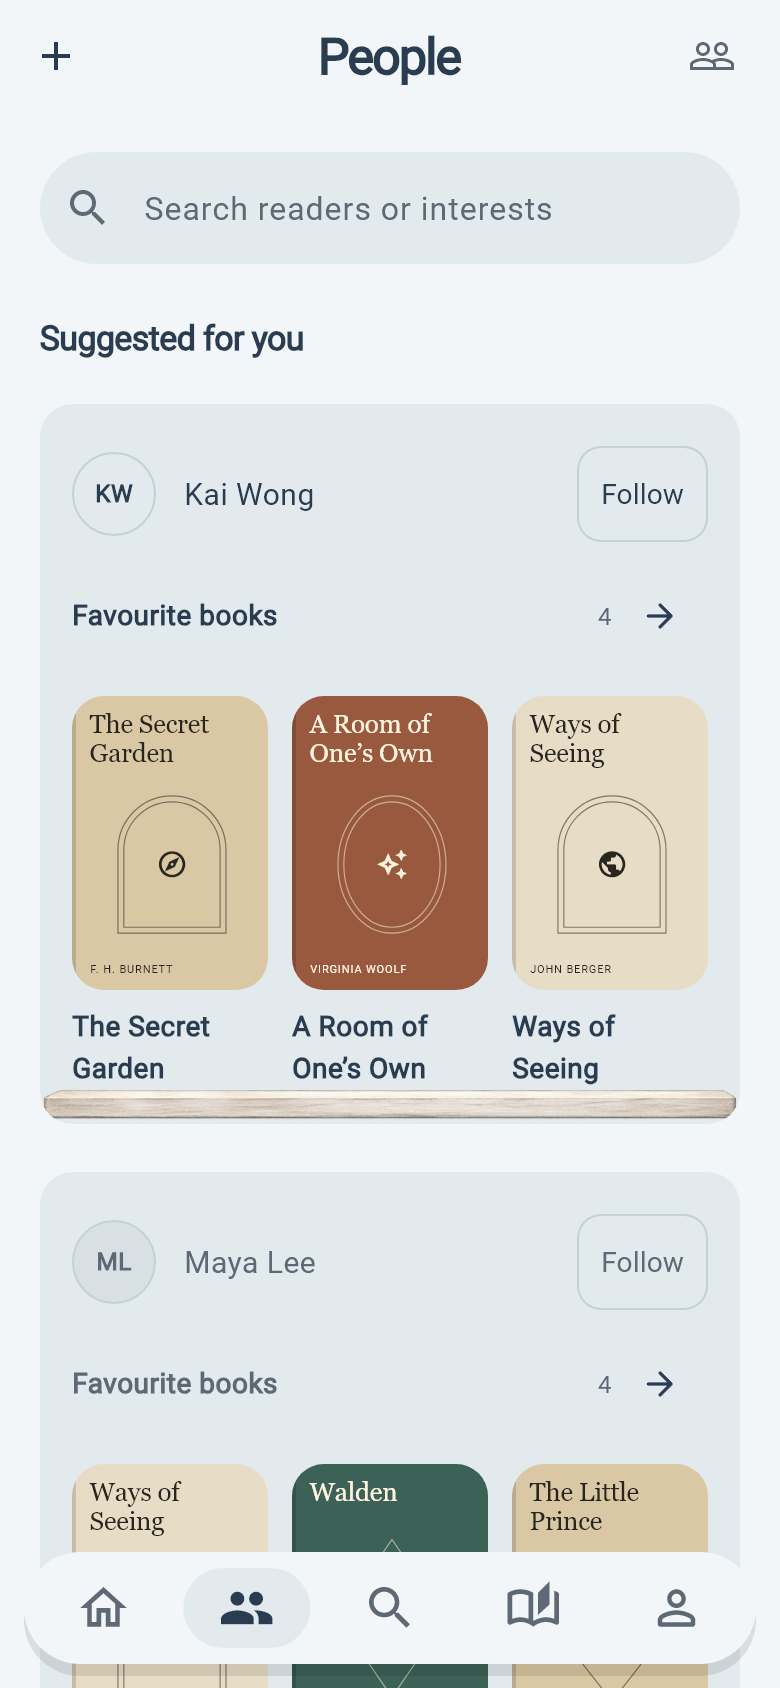 People
Search readers or interests
Suggested for you
KW
Kai Wong
Follow
Favourite books
4
The Secret
Garden
F. H. BURNETT
A Room of
One’s Own
VIRGINIA WOOLF
Ways of
Seeing
JOHN BERGER
The Secret
Garden
A Room of
One’s Own
Ways of
Seeing
ML
Maya Lee
Follow
Favourite books
4
Ways of
Seeing
Walden
The Little
Prince